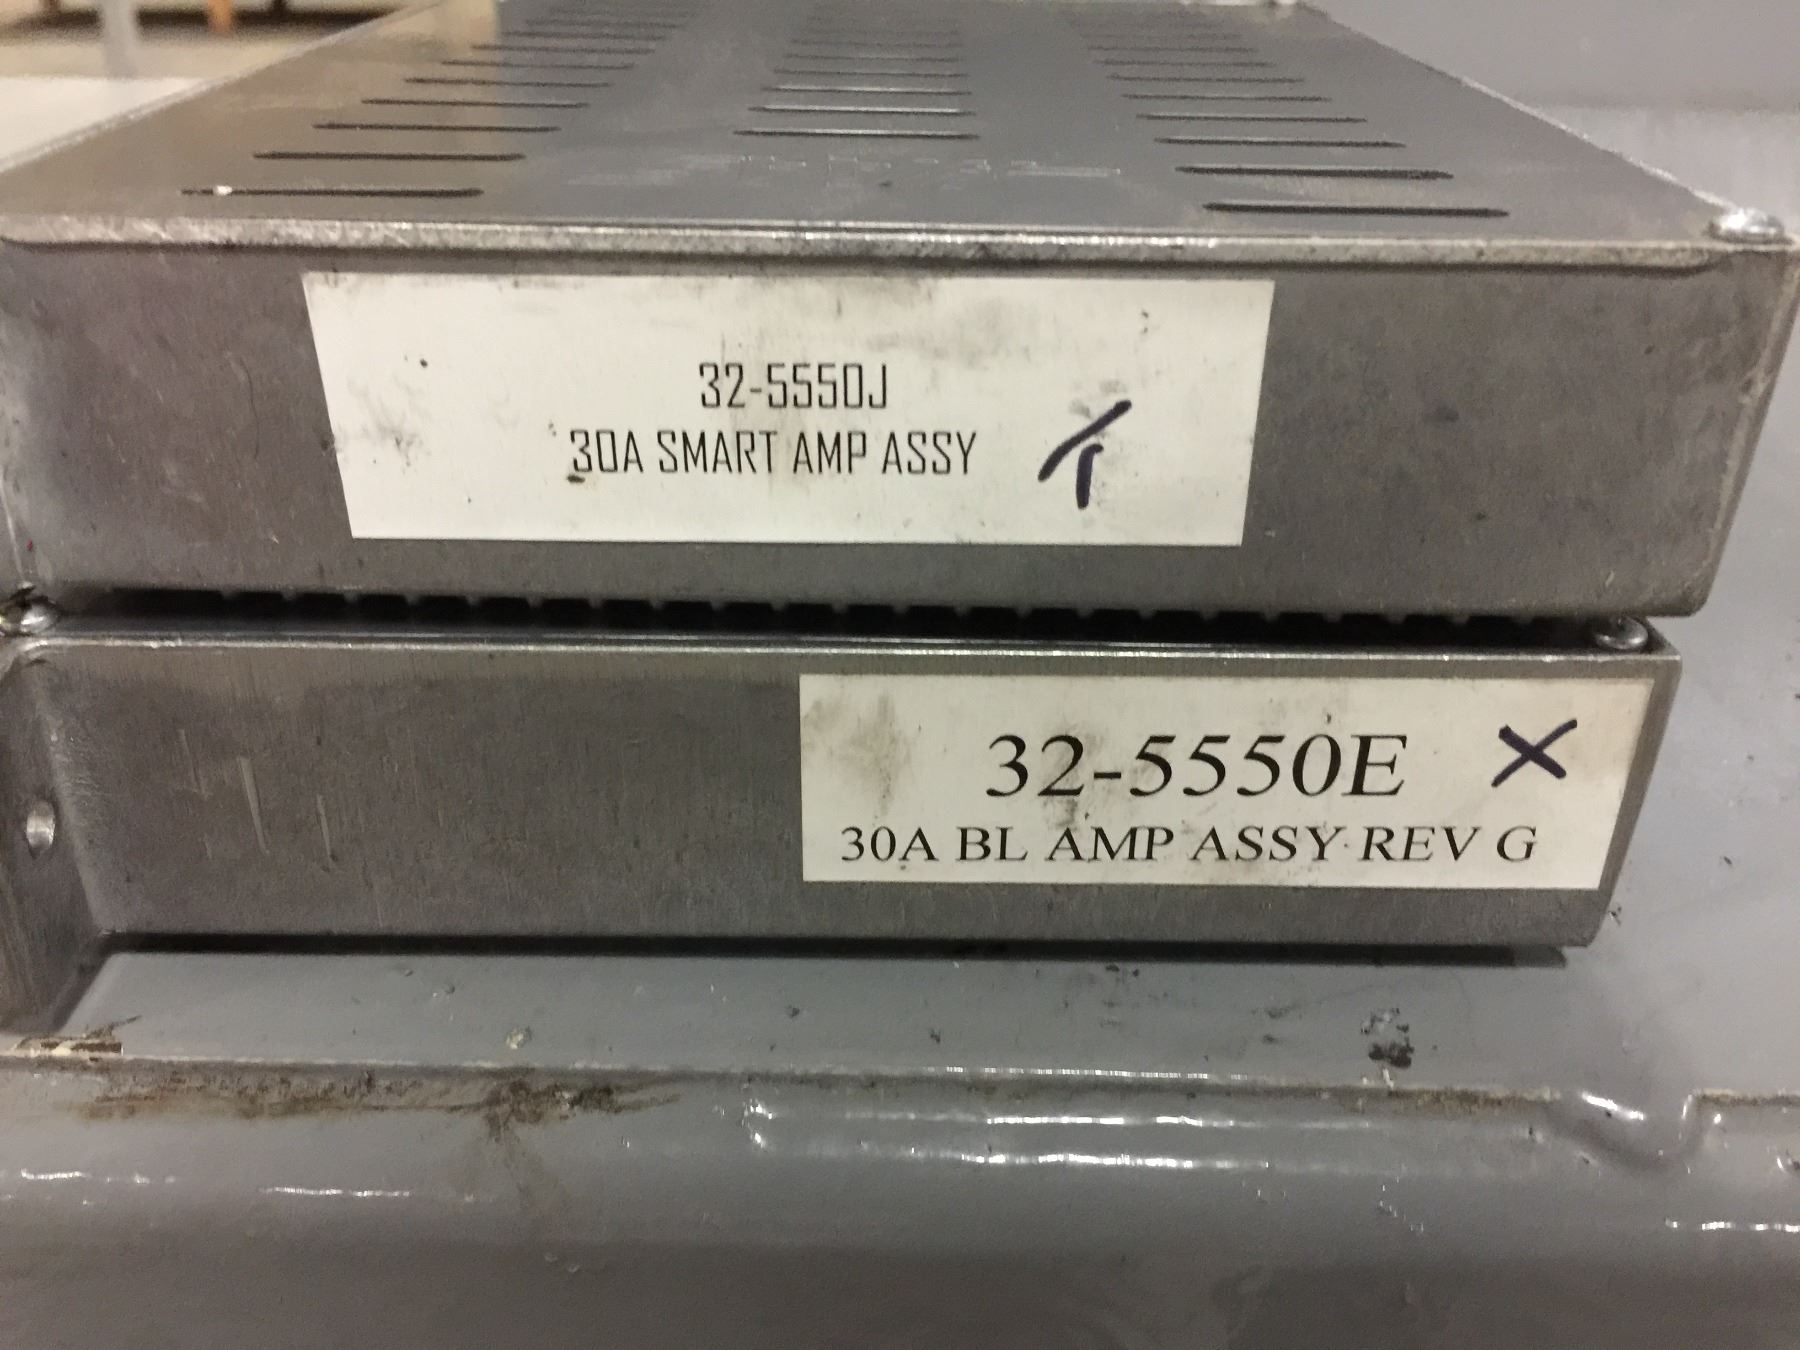 32-5550J
30A SMART AMP ASSY
32-5550E X
30A BL AMP ASSY REV G